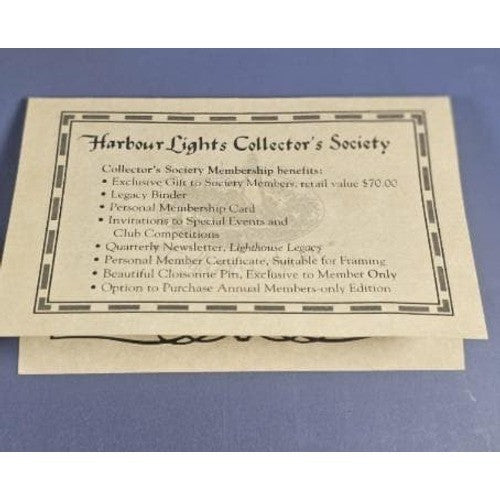 Harbour Lights Collector's Society
Collector's Society Membership benefits:
• Exclusive Gift to Society Members, retail value $70.00
• Legacy Binder
• Personal Membership Card
• Invitations to Special Events and
Club Competitions
• Quarterly Newsletter, Lighthouse Legacy
• Personal Member Certificate, Suitable for Framing
• Beautiful Cloisonne Pin, Exclusive to Member Only
• Option to Purchase Annual Members-only Edition